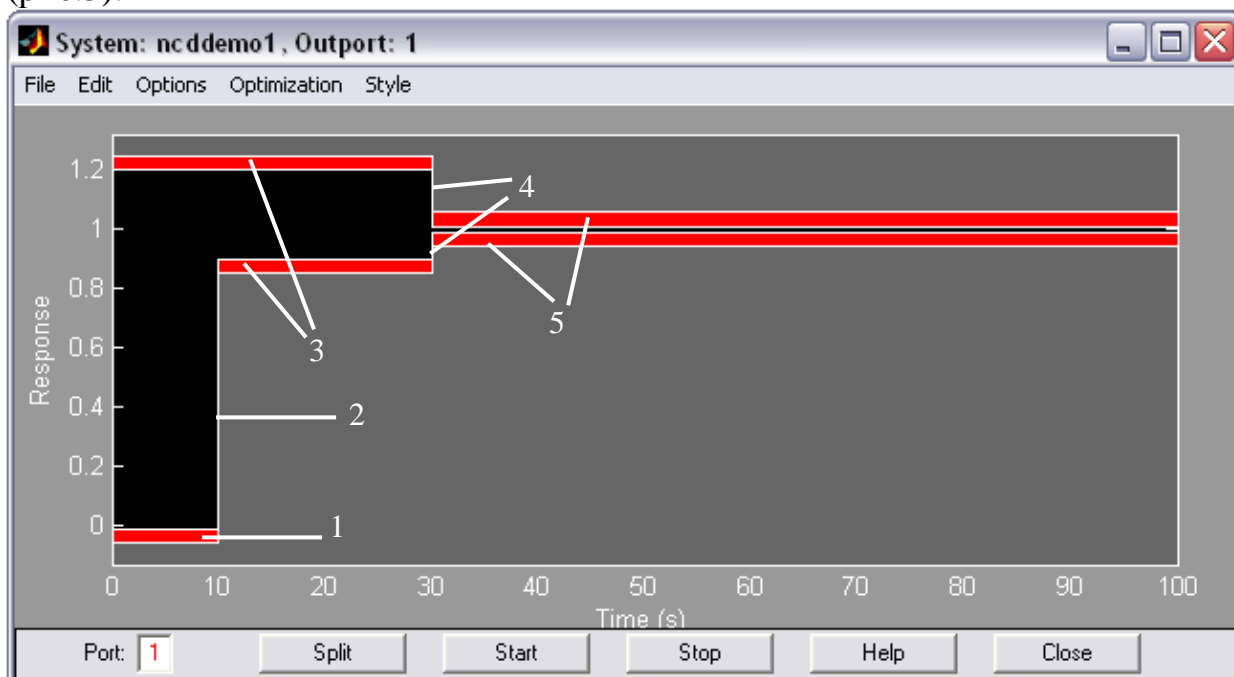 System: ncddemo1, Outport: 1
File Edit Options Optimization Style
1.2
1
0.8
0.6
0.4
0.2
0
Response
4
5
3
2
1
0 10 20 30 40 50 60 70 80 90 100
Time (s)
Port: 1 Split Start Stop Help Close